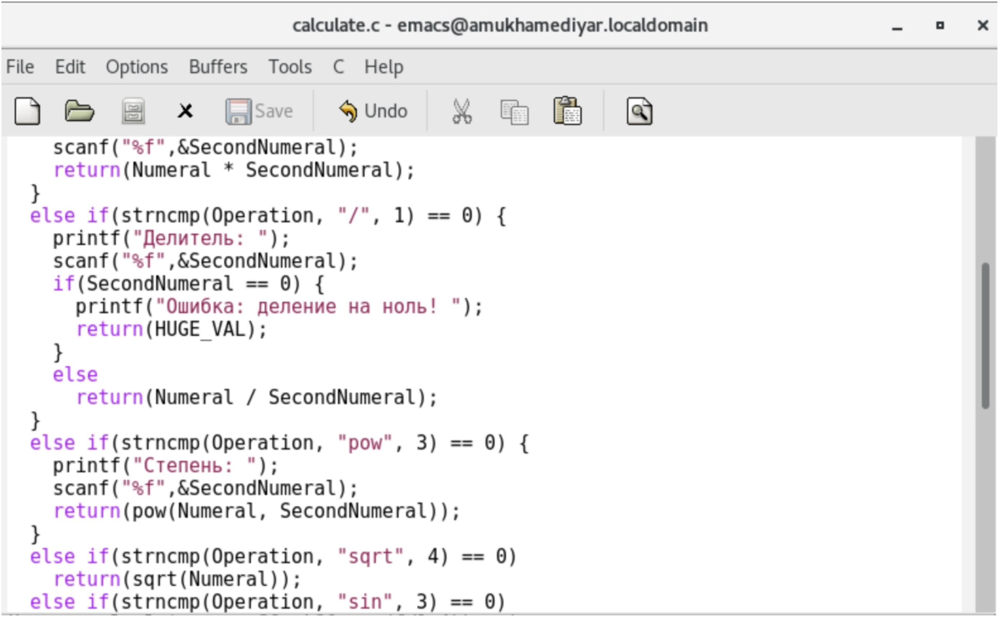 calculate.c - emacs@amukhamediyar.localdomain
File Edit Options Buffers Tools C Help
Save Undo
scanf("%f",&SecondNumeral);
return(Numeral * SecondNumeral);
}
else if(strncmp(Operation, "/", 1) == 0) {
printf("Делитель: ");
scanf("%f",&SecondNumeral);
if(SecondNumeral == 0) {
printf("Ошибка: деление на ноль! ");
return(HUGE_VAL);
}
else
return(Numeral / SecondNumeral);
}
else if(strncmp(Operation, "pow", 3) == 0) {
printf("Степень: ");
scanf("%f",&SecondNumeral);
return(pow(Numeral, SecondNumeral));
}
else if(strncmp(Operation, "sqrt", 4) == 0)
return(sqrt(Numeral));
else if(strncmp(Operation, "sin", 3) == 0)